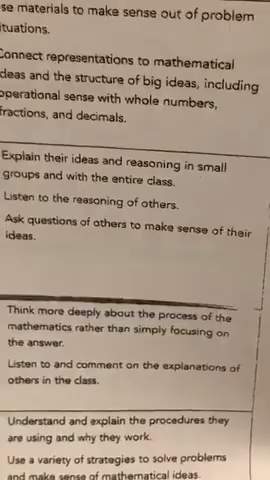 se materials to make sense out of problem
ituations.
Connect representations to mathematical
deas and the structure of big ideas, including
operational sense with whole numbers,
fractions, and decimals.
Explain their ideas and reasoning in small
groups and with the entire class.
Listen to the reasoning of others.
Ask questions of others to make sense of their
ideas.
Think more deeply about the process of the
mathematics rather than simply focusing on
the answer.
Listen to and comment on the explanations of
others in the class.
Understand and explain the procedures they
are using and why they work.
Use a variety of strategies to solve problems
and make sense of mathematical ideas.